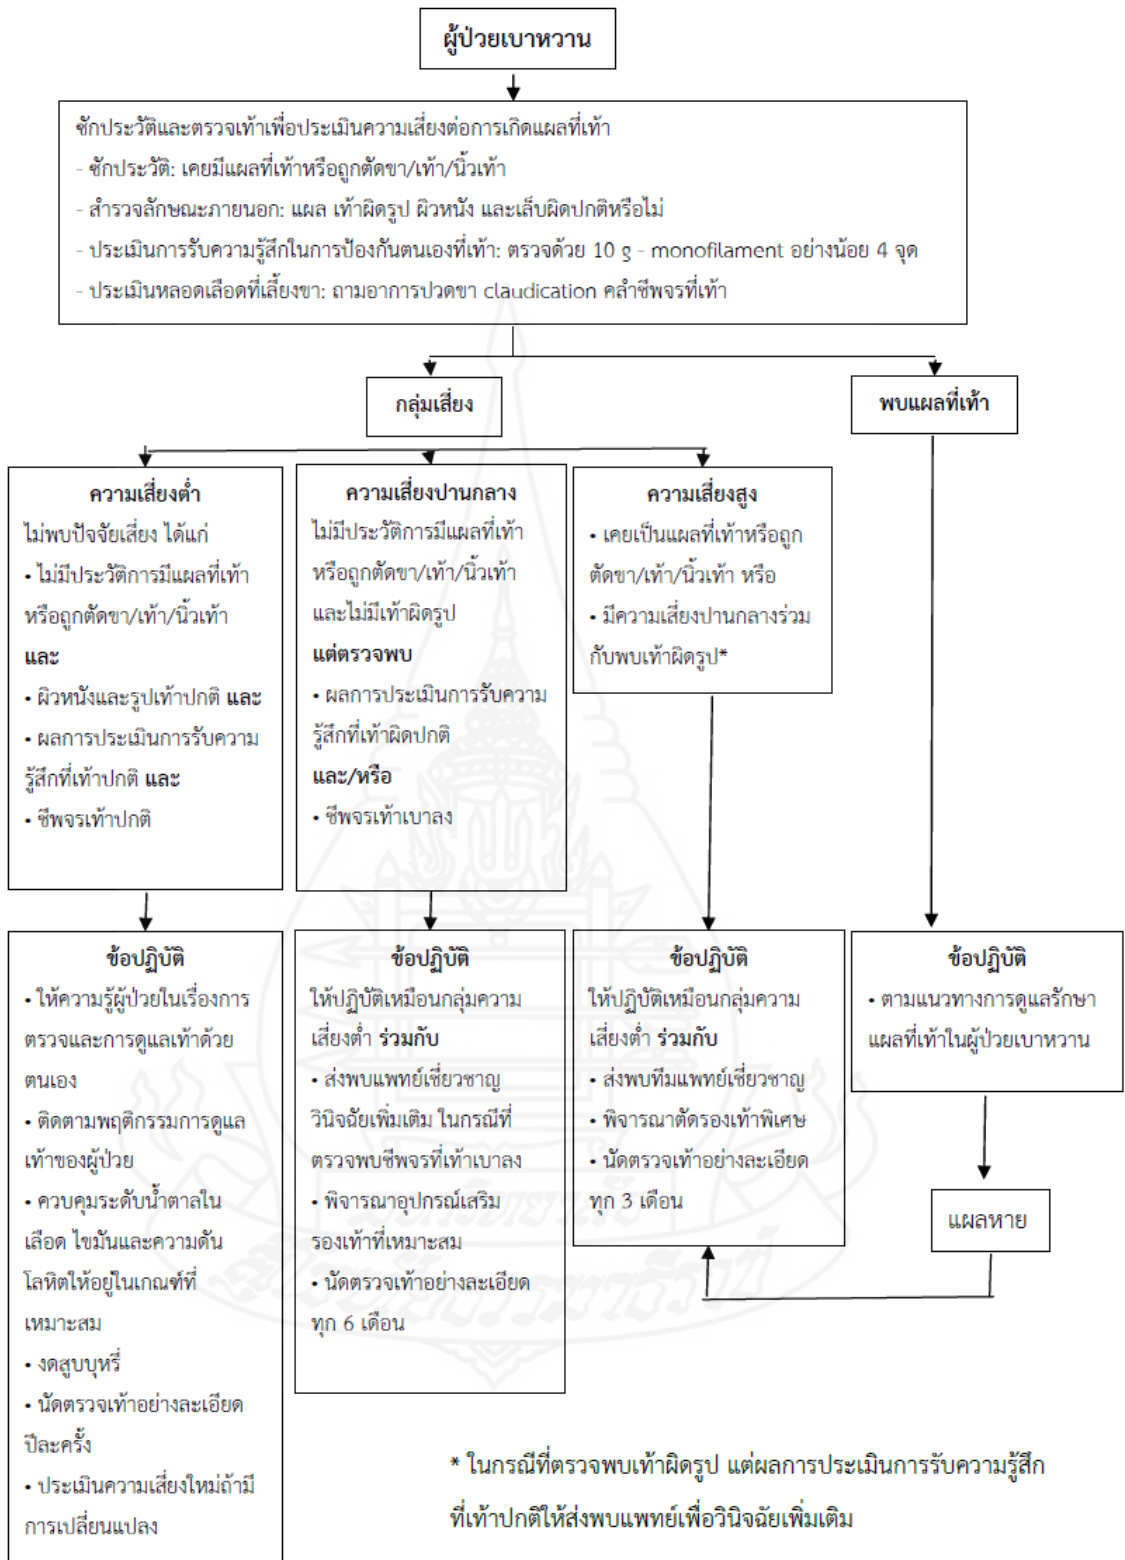 ผู้ป่วยเบาหวาน
ซักประวัติและตรวจเท้าเพื่อประเมินความเสี่ยงต่อการเกิดแผลที่เท้า
- ซักประวัติ: เคยมีแผลที่เท้าหรือถูกตัดขา/เท้า/นิ้วเท้า
- สำรวจลักษณะภายนอก: แผล เท้าผิดรูป ผิวหนัง และเล็บผิดปกติหรือไม่
- ประเมินการรับความรู้สึกในการป้องกันตนเองที่เท้า: ตรวจด้วย 10 g - monofilament อย่างน้อย 4 จุด
- ประเมินหลอดเลือดที่เลี้ยงขา: ถามอาการปวดขา claudication คลำชีพจรที่เท้า
กลุ่มเสี่ยง
พบแผลที่เท้า
ความเสี่ยงต่ำ
ไม่พบปัจจัยเสี่ยง ได้แก่
• ไม่มีประวัติการมีแผลที่เท้า
หรือถูกตัดขา/เท้า/นิ้วเท้า
และ
• ผิวหนังและรูปเท้าปกติ และ
• ผลการประเมินการรับความ
รู้สึกที่เท้าปกติ และ
• ชีพจรเท้าปกติ
ความเสี่ยงปานกลาง
ไม่มีประวัติการมีแผลที่เท้า
หรือถูกตัดขา/เท้า/นิ้วเท้า
และไม่มีเท้าผิดรูป
แต่ตรวจพบ
• ผลการประเมินการรับความ
รู้สึกที่เท้าผิดปกติ
และ/หรือ
• ชีพจรเท้าเบาลง
ความเสี่ยงสูง
• เคยเป็นแผลที่เท้าหรือถูก
ตัดขา/เท้า/นิ้วเท้า หรือ
• มีความเสี่ยงปานกลางร่วม
กับพบเท้าผิดรูป*
ข้อปฏิบัติ
• ให้ความรู้ผู้ป่วยในเรื่องการ
ตรวจและการดูแลเท้าด้วย
ตนเอง
• ติดตามพฤติกรรมการดูแล
เท้าของผู้ป่วย
• ควบคุมระดับน้ำตาลใน
เลือด ไขมันและความดัน
โลหิตให้อยู่ในเกณฑ์ที่
เหมาะสม
• งดสูบบุหรี่
• นัดตรวจเท้าอย่างละเอียด
ปีละครั้ง
• ประเมินความเสี่ยงใหม่ถ้ามี
การเปลี่ยนแปลง
ข้อปฏิบัติ
ให้ปฏิบัติเหมือนกลุ่มความ
เสี่ยงต่ำ ร่วมกับ
• ส่งพบแพทย์เชี่ยวชาญ
วินิจฉัยเพิ่มเติม ในกรณีที่
ตรวจพบชีพจรที่เท้าเบาลง
• พิจารณาอุปกรณ์เสริม
รองเท้าที่เหมาะสม
• นัดตรวจเท้าอย่างละเอียด
ทุก 6 เดือน
ข้อปฏิบัติ
ให้ปฏิบัติเหมือนกลุ่มความ
เสี่ยงต่ำ ร่วมกับ
• ส่งพบทีมแพทย์เชี่ยวชาญ
• พิจารณาตัดรองเท้าพิเศษ
• นัดตรวจเท้าอย่างละเอียด
ทุก 3 เดือน
ข้อปฏิบัติ
• ตามแนวทางการดูแลรักษา
แผลที่เท้าในผู้ป่วยเบาหวาน
แผลหาย
* ในกรณีที่ตรวจพบเท้าผิดรูป แต่ผลการประเมินการรับความรู้สึก
ที่เท้าปกติให้ส่งพบแพทย์เพื่อวินิจฉัยเพิ่มเติม